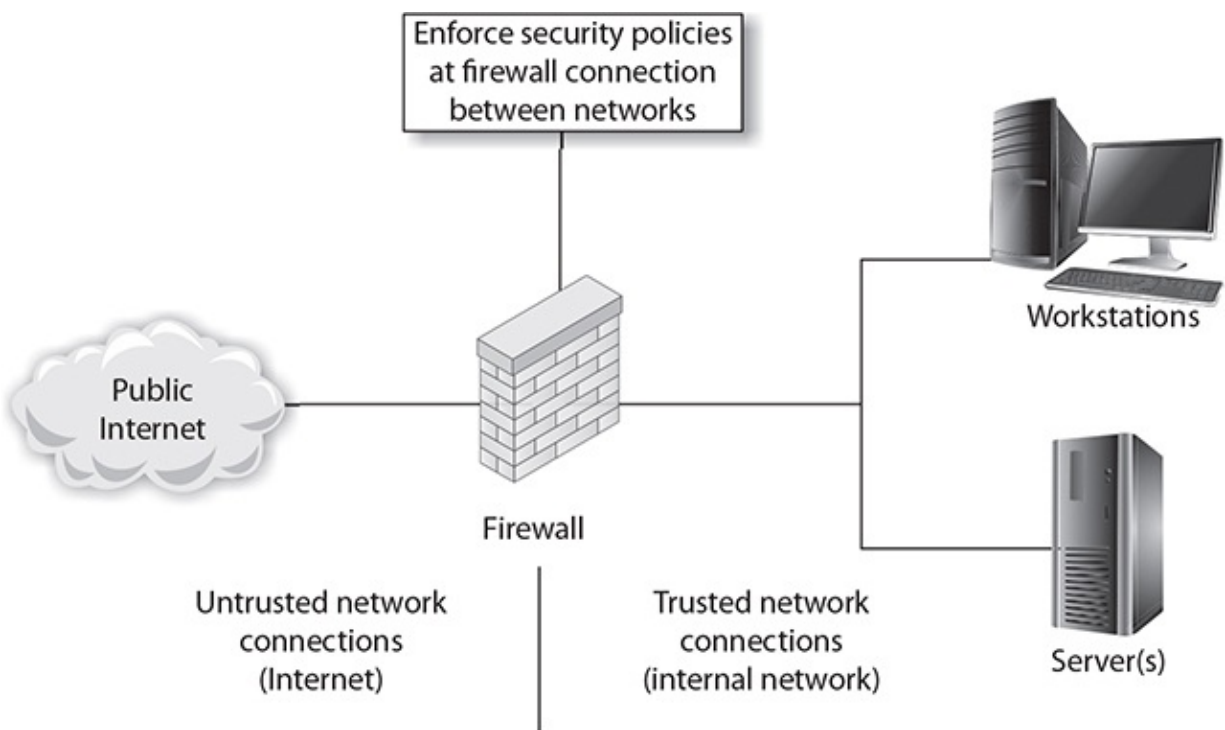 Enforce security policies
at firewall connection
between networks
Workstations
Public
Internet
Firewall
Untrusted network
connections
(Internet)
Trusted network
connections
(internal network)
Server(s)